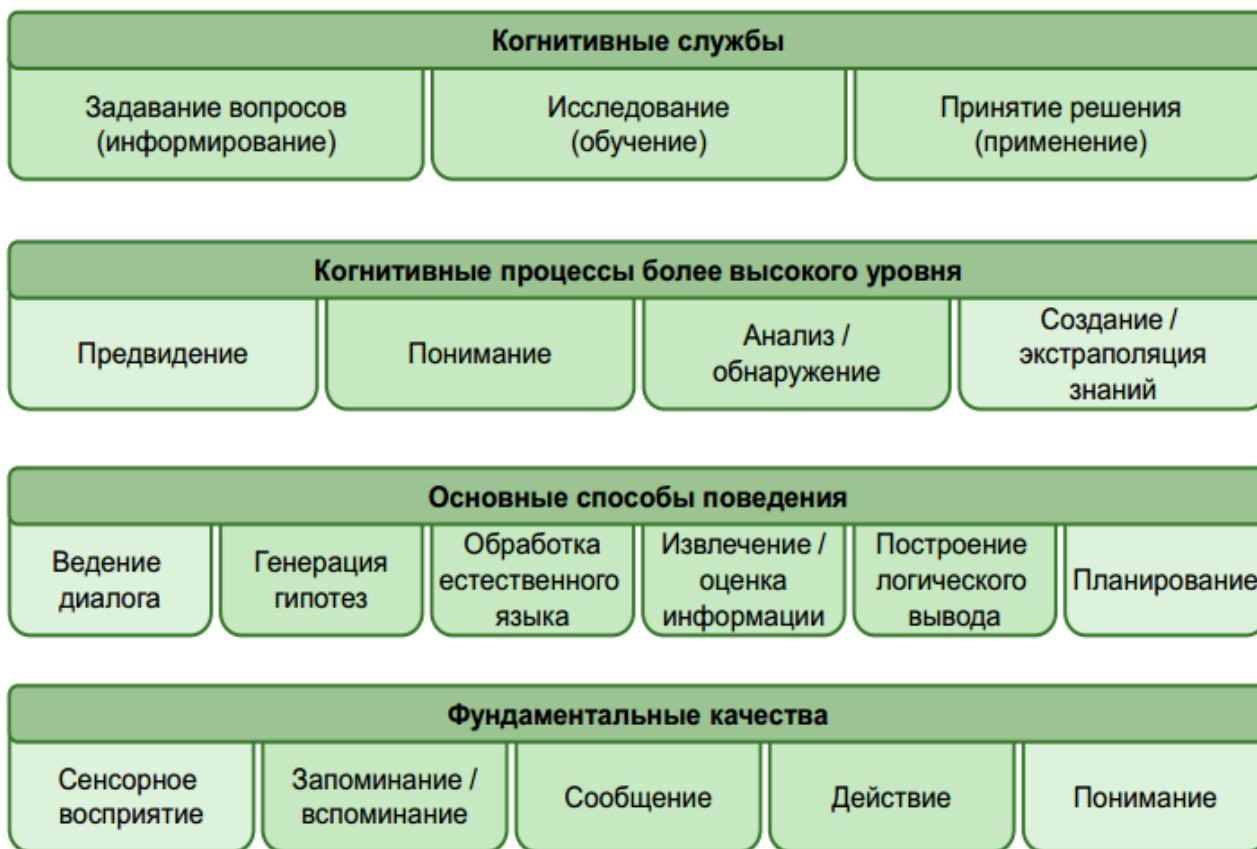 Когнитивные службы
Задавание вопросов
(информирование)
Исследование
(обучение)
Принятие решения
(применение)
Когнитивные процессы более высокого уровня
Предвидение
Понимание
Анализ /
обнаружение
Создание /
экстраполяция
знаний
Основные способы поведения
Ведение
диалога
Генерация
гипотез
Обработка
естественного
языка
Извлечение /
оценка
информации
Построение
логического
вывода
Планирование
Фундаментальные качества
Сенсорное
восприятие
Запоминание /
вспоминание
Сообщение
Действие
Понимание